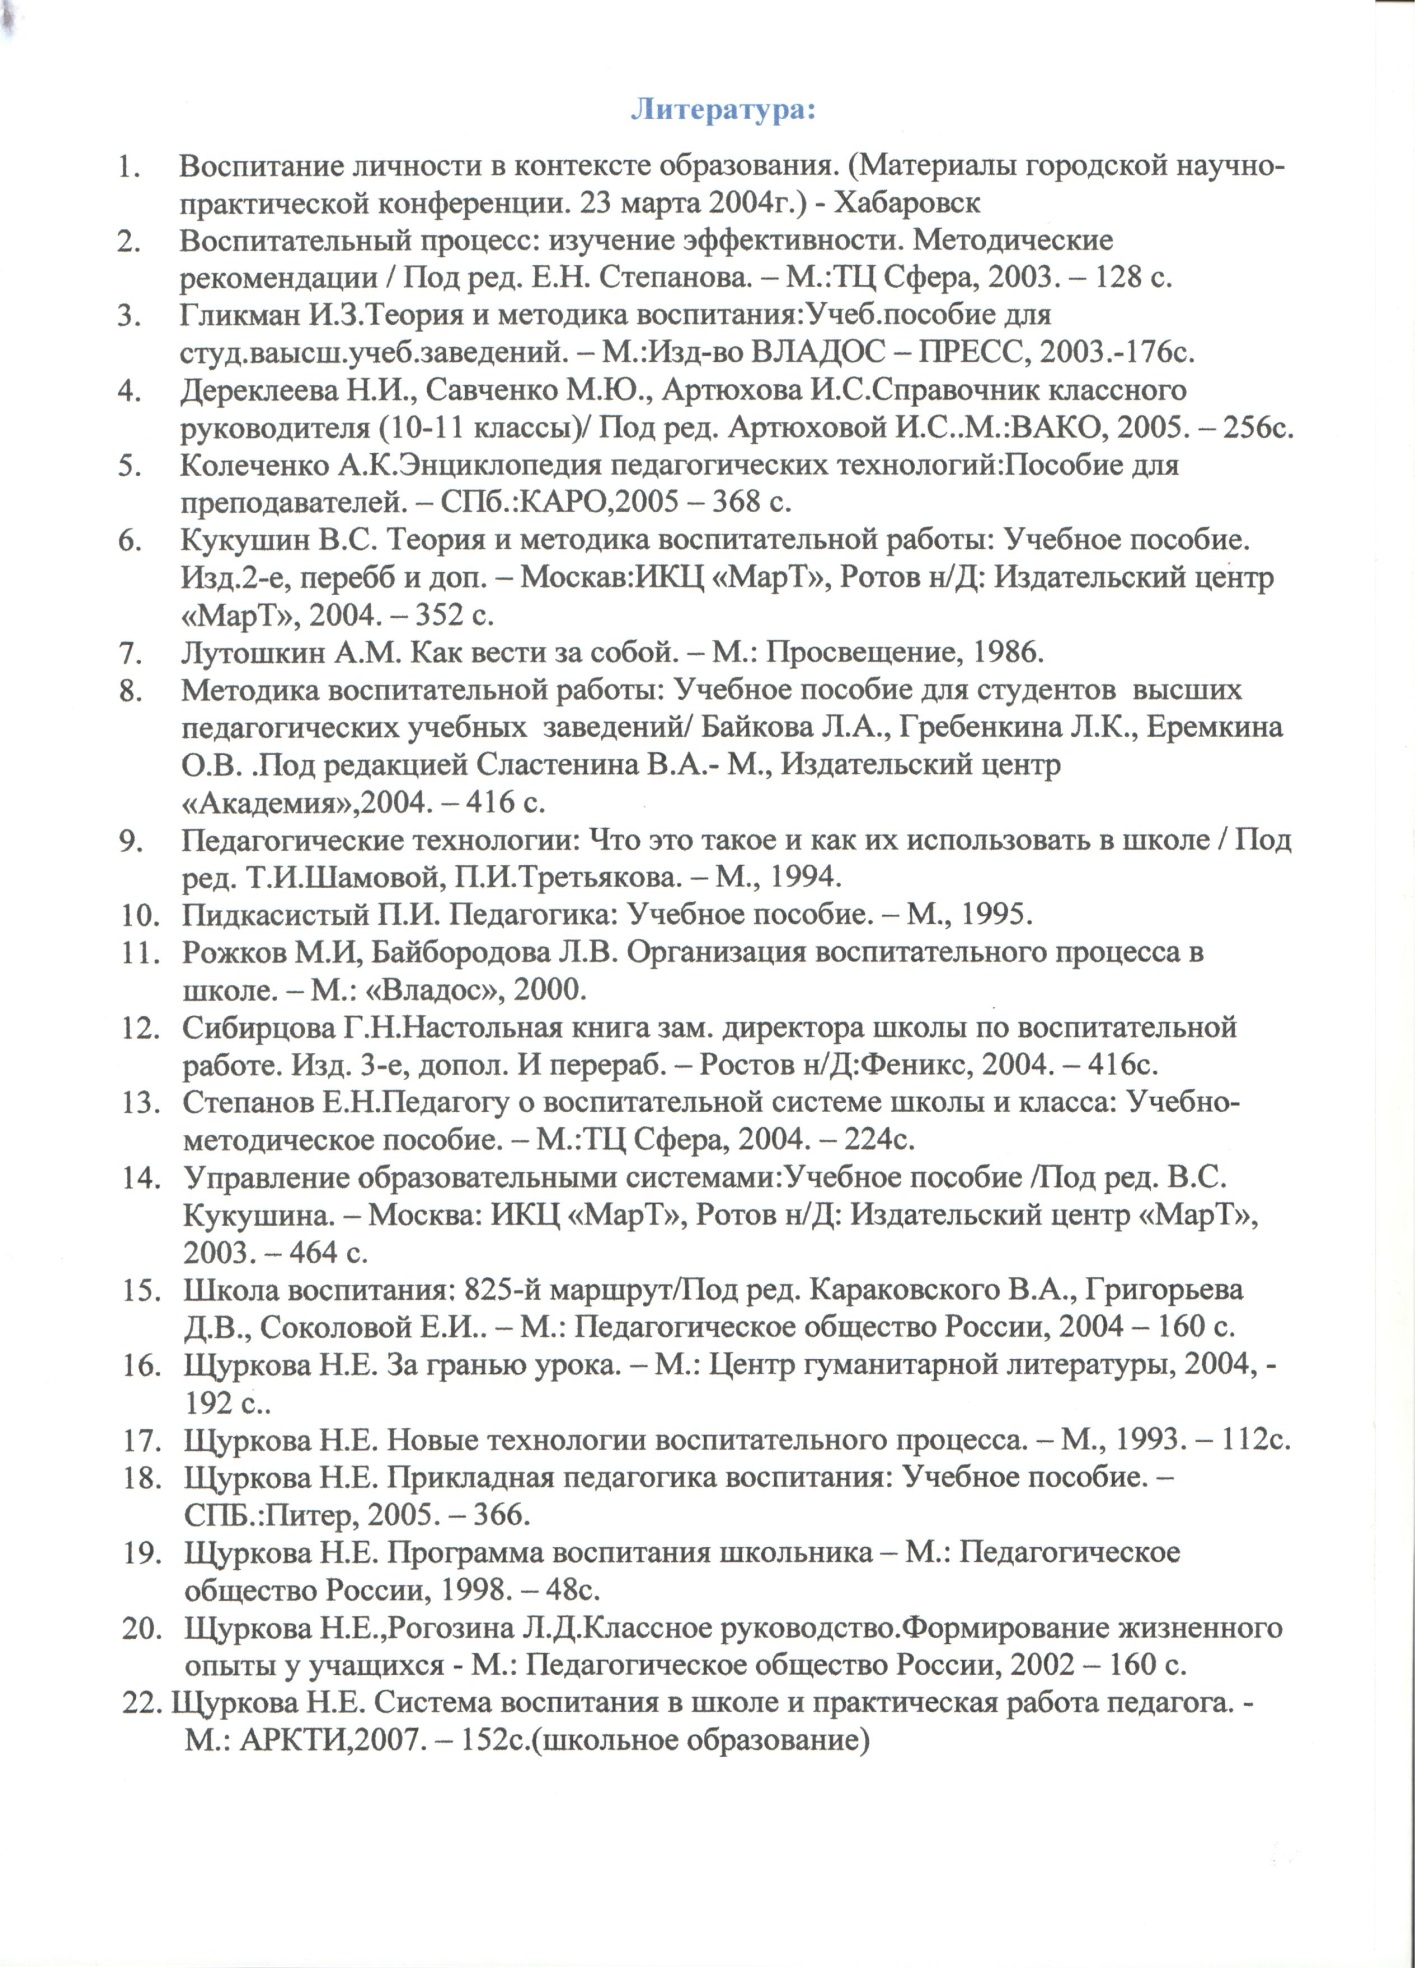 Литература:
1. Воспитание личности в контексте образования. (Материалы городской научно-
практической конференции. 23 марта 2004г.) - Хабаровск
2. Воспитательный процесс: изучение эффективности. Методические
рекомендации / Под ред. Е.Н. Степанова. – М.:ТЦ Сфера, 2003. – 128 с.
3. Гликман И.З.Теория и методика воспитания:Учеб.пособие для
студ.ваысш.учеб.заведений. – М.:Изд-во ВЛАДОС – ПРЕСС, 2003.-176с.
4. Дереклеева Н.И., Савченко М.Ю., Артюхова И.С.Справочник классного
руководителя (10-11 классы)/ Под ред. Артюховой И.С..М.:ВАКО, 2005. – 256с.
5. Колеченко А.К.Энциклопедия педагогических технологий:Пособие для
преподавателей. – СПб.:КАРО,2005 – 368 с.
6. Кукушин В.С. Теория и методика воспитательной работы: Учебное пособие.
Изд.2-е, перебб и доп. – Москав:ИКЦ «МарТ», Ротов н/Д: Издательский центр
«МарТ», 2004. – 352 с.
7. Лутошкин А.М. Как вести за собой. – М.: Просвещение, 1986.
8. Методика воспитательной работы: Учебное пособие для студентов высших
педагогических учебных заведений/ Байкова Л.А., Гребенкина Л.К., Еремкина
О.В. .Под редакцией Сластенина В.А.- М., Издательский центр
«Академия»,2004. – 416 с.
9. Педагогические технологии: Что это такое и как их использовать в школе / Под
ред. Т.И.Шамовой, П.И.Третьякова. – М., 1994.
10. Пидкасистый П.И. Педагогика: Учебное пособие. – М., 1995.
11. Рожков М.И, Байбородова Л.В. Организация воспитательного процесса в
школе. – М.: «Владос», 2000.
12. Сибирцова Г.Н.Настольная книга зам. директора школы по воспитательной
работе. Изд. 3-е, допол. И перераб. – Ростов н/Д:Феникс, 2004. – 416с.
13. Степанов Е.Н.Педагогу о воспитательной системе школы и класса: Учебно-
методическое пособие. – М.:ТЦ Сфера, 2004. – 224с.
14. Управление образовательными системами:Учебное пособие /Под ред. В.С.
Кукушина. – Москва: ИКЦ «МарТ», Ротов н/Д: Издательский центр «МарТ»,
2003. – 464 с.
15. Школа воспитания: 825-й маршрут/Под ред. Караковского В.А., Григорьева
Д.В., Соколовой Е.И.. – М.: Педагогическое общество России, 2004 – 160 с.
16. Щуркова Н.Е. За гранью урока. – М.: Центр гуманитарной литературы, 2004, -
192 с..
17. Щуркова Н.Е. Новые технологии воспитательного процесса. – М., 1993. – 112с.
18. Щуркова Н.Е. Прикладная педагогика воспитания: Учебное пособие. –
СПБ.:Питер, 2005. – 366.
19. Щуркова Н.Е. Программа воспитания школьника – М.: Педагогическое
общество России, 1998. – 48с.
20. Щуркова Н.Е.,Рогозина Л.Д.Классное руководство.Формирование жизненного
опыты у учащихся - М.: Педагогическое общество России, 2002 – 160 с.
22. Щуркова Н.Е. Система воспитания в школе и практическая работа педагога. -
М.: АРКТИ,2007. – 152с.(школьное образование)